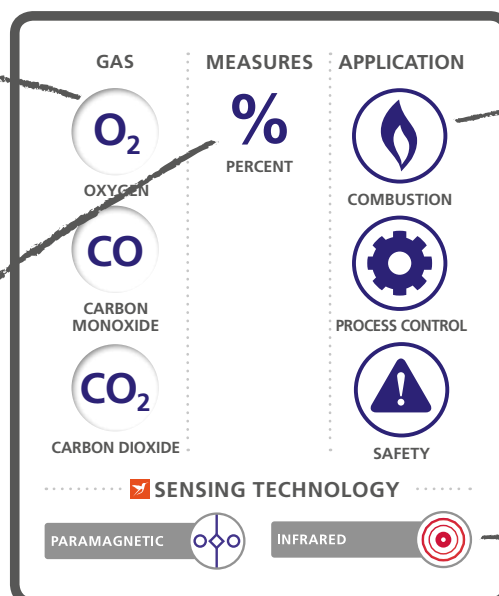 GAS
O₂
OXYGEN
CO
CARBON
MONOXIDE
CO₂
CARBON DIOXIDE
MEASURES
%
PERCENT
APPLICATION
COMBUSTION
PROCESS CONTROL
!
SAFETY
SENSING TECHNOLOGY
PARAMAGNETIC
INFRARED